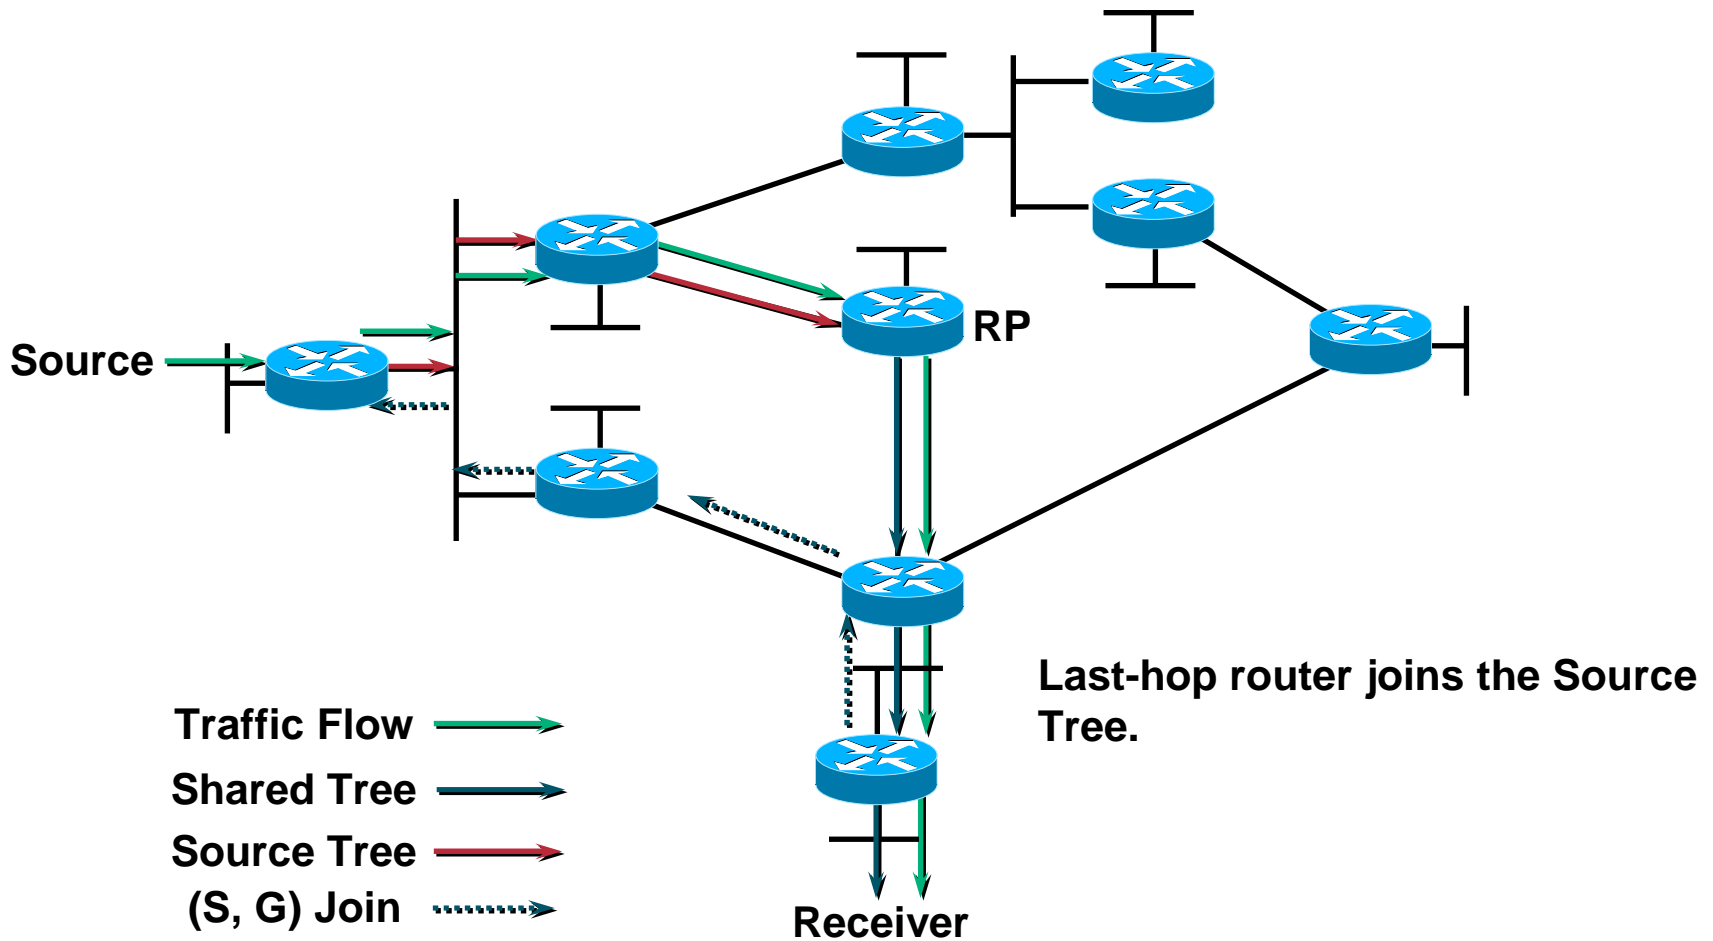 Source
RP
Last-hop router joins the Source
Tree.
Traffic Flow
Shared Tree
Source Tree
(S, G) Join
Receiver